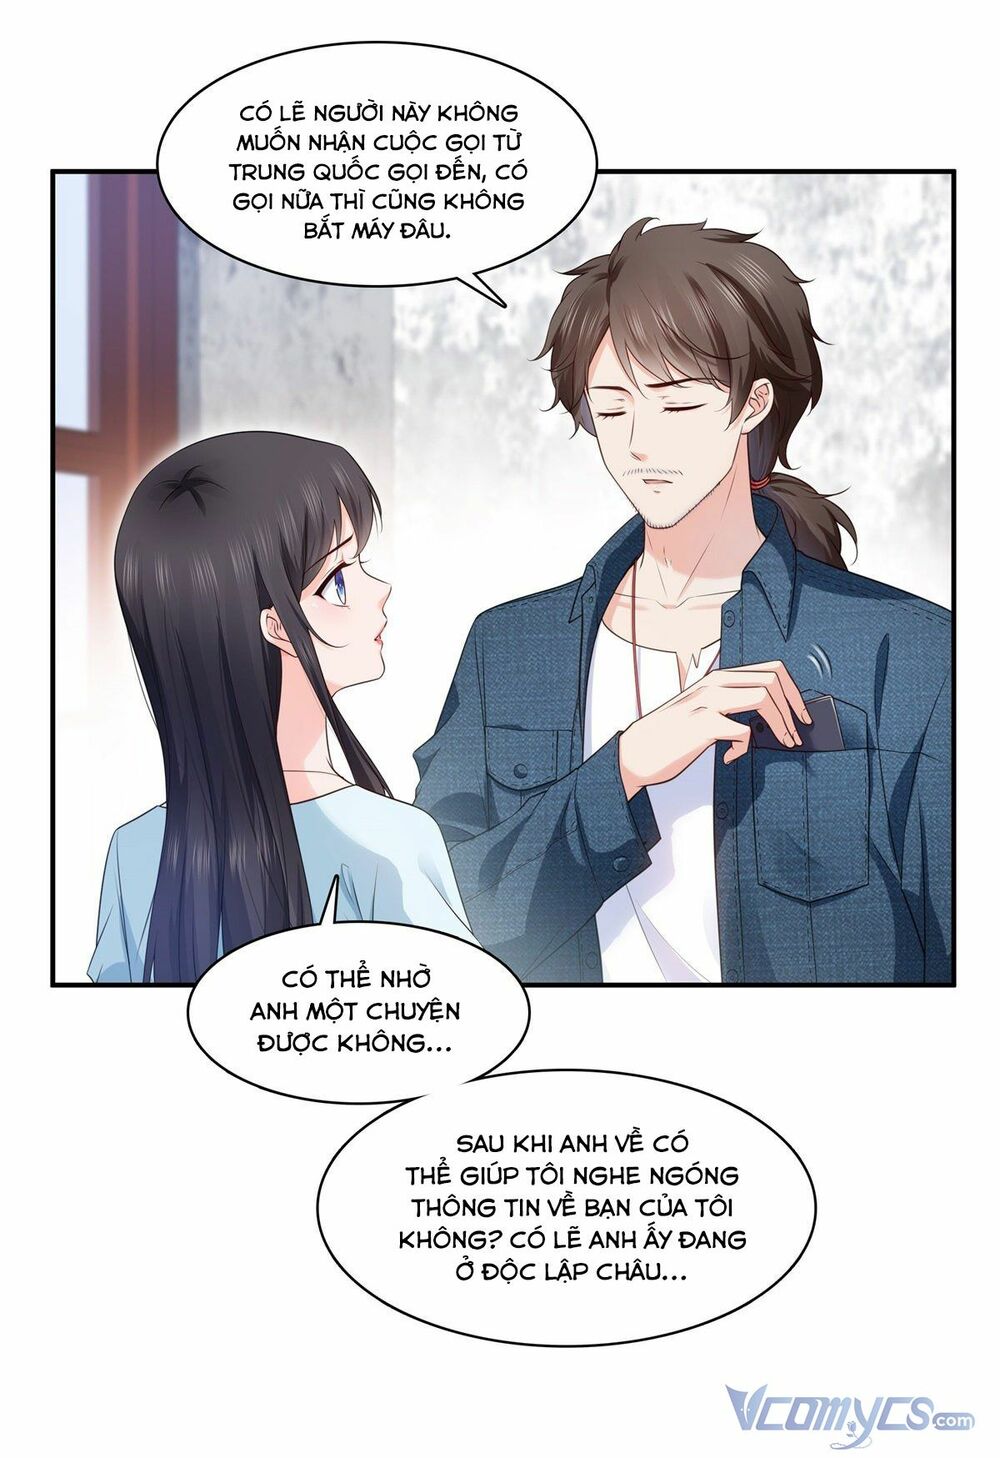 CÓ LẼ NGƯỜI NÀY KHÔNG
MUỐN NHẬN CUỘC GỌI TỪ
TRUNG QUỐC GỌI ĐẾN, CÓ
GỌI NỮA THÌ CŨNG KHÔNG
BẮT MÁY ĐÂU.
CÓ THỂ NHỜ
ANH MỘT CHUYỆN
ĐƯỢC KHÔNG...
SAU KHI ANH VỀ CÓ
THỂ GIÚP TÔI NGHE NGÓNG
THÔNG TIN VỀ BẠN CỦA TÔI
KHÔNG? CÓ LẼ ANH ẤY ĐANG
Ở ĐỘC LẬP CHÂU...
VCOMYCS.com